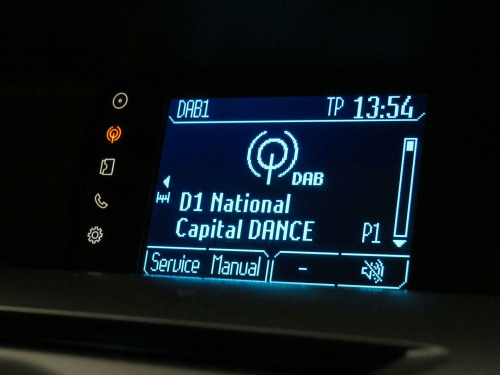 DAB1 TP 13:54
DAB
D1 National
Capital DANCE P1
Service Manual -